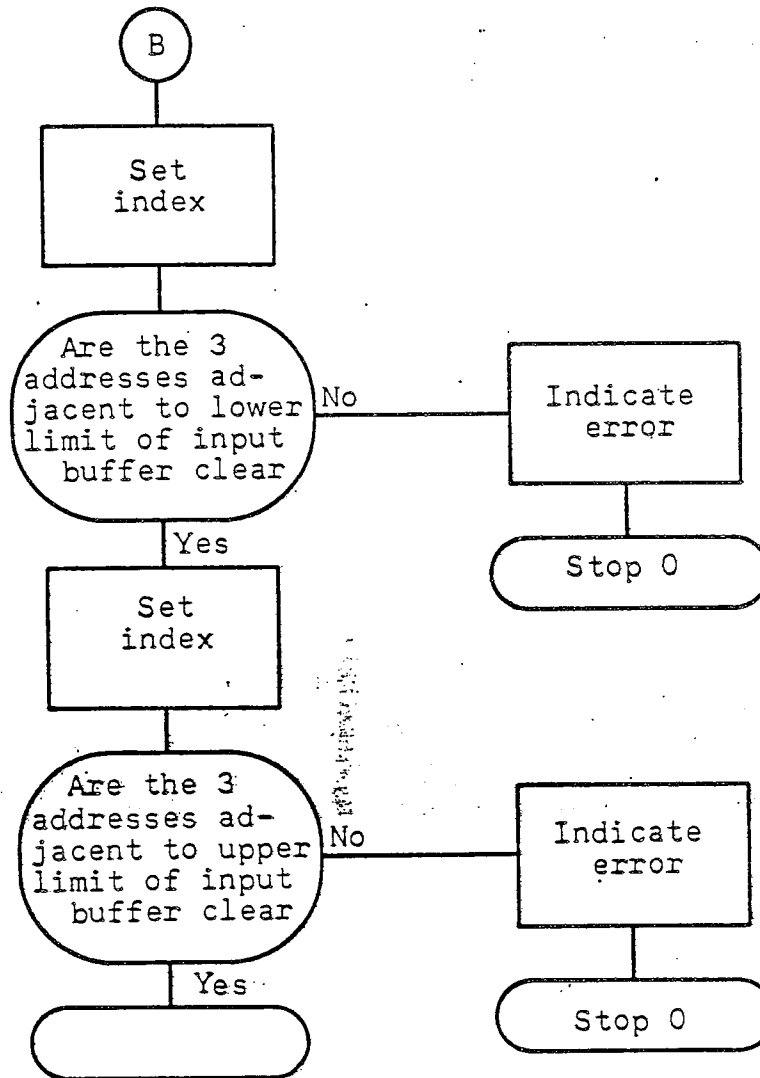 B
Set
index
Are the 3
addresses ad-
jacent to lower
limit of input
buffer clear
No
Indicate
error
Stop 0
Yes
Set
index
Are the 3
addresses ad-
jacent to upper
limit of input
buffer clear
No
Indicate
error
Stop 0
Yes